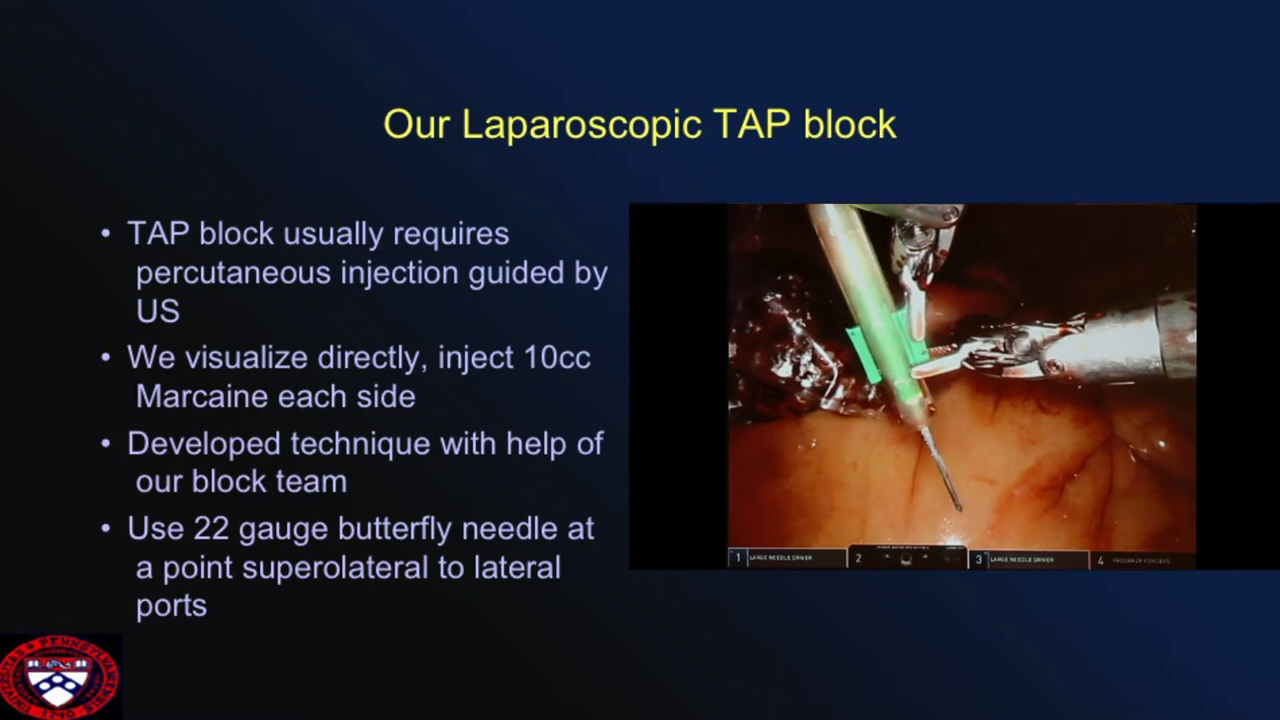 Our Laparoscopic TAP block
• TAP block usually requires
percutaneous injection guided by
US
• We visualize directly, inject 10cc
Marcaine each side
• Developed technique with help of
our block team
• Use 22 gauge butterfly needle at
a point superolateral to lateral
ports
1 LARGE NEEDLE DRIVER
2
3 LARGE NEEDLE DRIVER
4